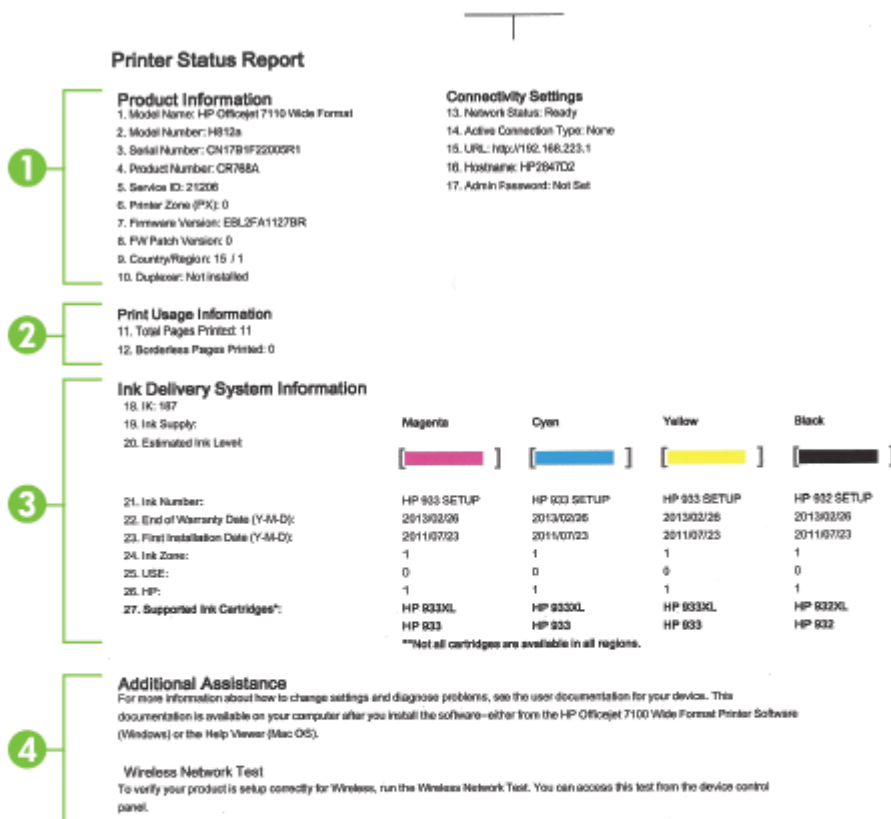 Printer Status Report
1
Product Information
1. Model Name: HP Officejet 7110 Wide Format
2. Model Number: H812a
3. Serial Number: CN17B1F22005R1
4. Product Number: CR768A
5. Service ID: 21206
6. Printer Zone (PX): 0
7. Firmware Version: EBL2FA1127BR
8. FW Patch Version: 0
9. Country/Region: 15 / 1
10. Duplexer: Not installed
Connectivity Settings
13. Network Status: Ready
14. Active Connection Type: None
15. URL: http://192.168.223.1
16. Hostname: HP2847D2
17. Admin Password: Not Set
2
Print Usage Information
11. Total Pages Printed: 11
12. Borderless Pages Printed: 0
3
Ink Delivery System Information
18. IK: 187
19. Ink Supply: Magenta Cyan Yellow Black
20. Estimated Ink Level: [ ] [ ] [ ] [ ]
21. Ink Number: HP 933 SETUP HP 933 SETUP HP 933 SETUP HP 932 SETUP
22. End of Warranty Date (Y-M-D): 2013/02/26 2013/02/26 2013/02/26 2013/02/26
23. First Installation Date (Y-M-D): 2011/07/23 2011/07/23 2011/07/23 2011/07/23
24. Ink Zone: 1 1 1 1
25. USE: 0 0 0 0
26. HP: 1 1 1 1
27. Supported Ink Cartridges*: HP 933XL HP 933XL HP 933XL HP 932XL
HP 933 HP 933 HP 933 HP 932
**Not all cartridges are available in all regions.
4
Additional Assistance
For more information about how to change settings and diagnose problems, see the user documentation for your device. This
documentation is available on your computer after you install the software--either from the HP Officejet 7100 Wide Format Printer Software
(Windows) or the Help Viewer (Mac OS).
Wireless Network Test
To verify your product is setup correctly for Wireless, run the Wireless Network Test. You can access this test from the device control
panel.